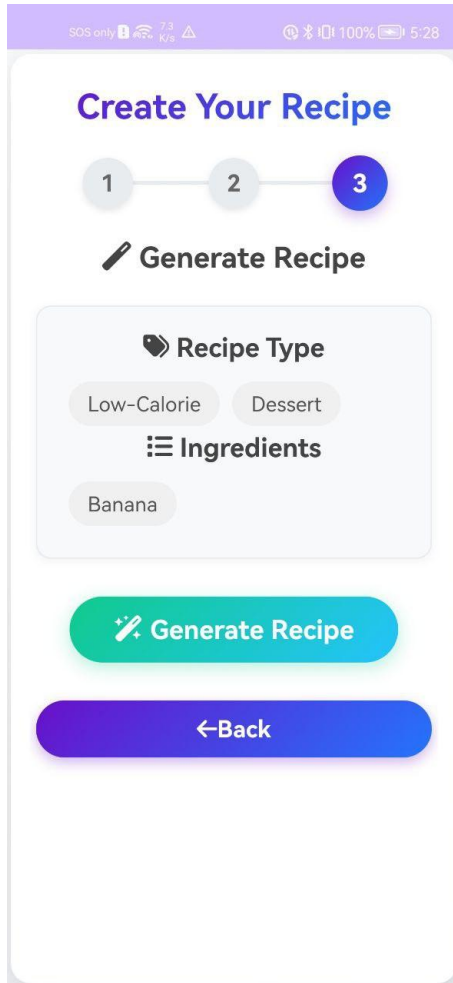 SOS only 7.3 K/s 100% 5:28
Create Your Recipe
1 2 3
Generate Recipe
Recipe Type
Low-Calorie Dessert
Ingredients
Banana
Generate Recipe
←Back